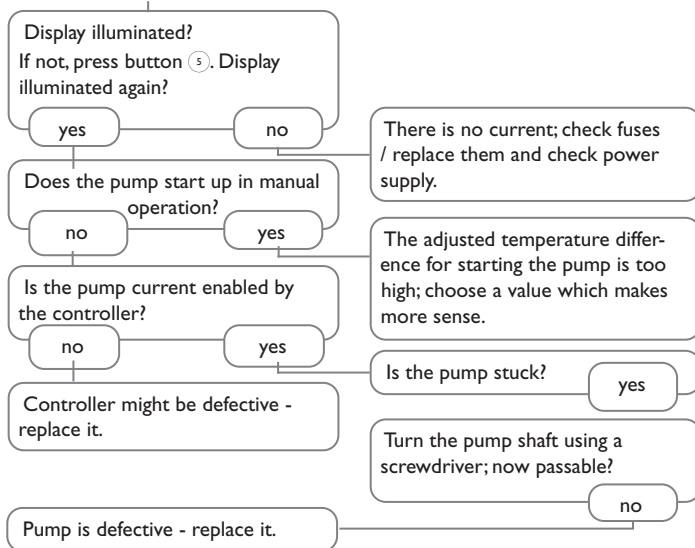 Display illuminated?
If not, press button 5. Display
illuminated again?
yes
no
There is no current; check fuses
/ replace them and check power
supply.
Does the pump start up in manual
operation?
no
yes
The adjusted temperature differ-
ence for starting the pump is too
high; choose a value which makes
more sense.
Is the pump current enabled by
the controller?
no
yes
Is the pump stuck?
yes
Controller might be defective -
replace it.
Turn the pump shaft using a
screwdriver; now passable?
no
Pump is defective - replace it.